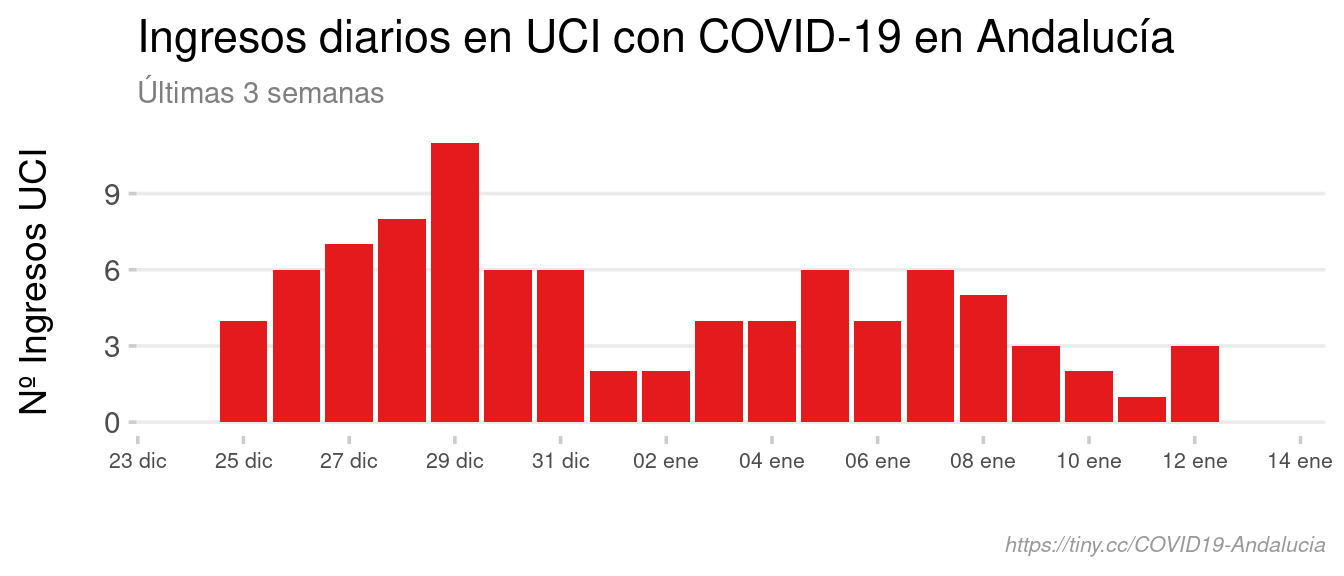 Ingresos diarios en UCI con COVID-19 en Andalucía
Últimas 3 semanas
Nº Ingresos UCI
9
6
3
0
23 dic 25 dic 27 dic 29 dic 31 dic 02 ene 04 ene 06 ene 08 ene 10 ene 12 ene 14 ene
https://tiny.cc/COVID19-Andalucia